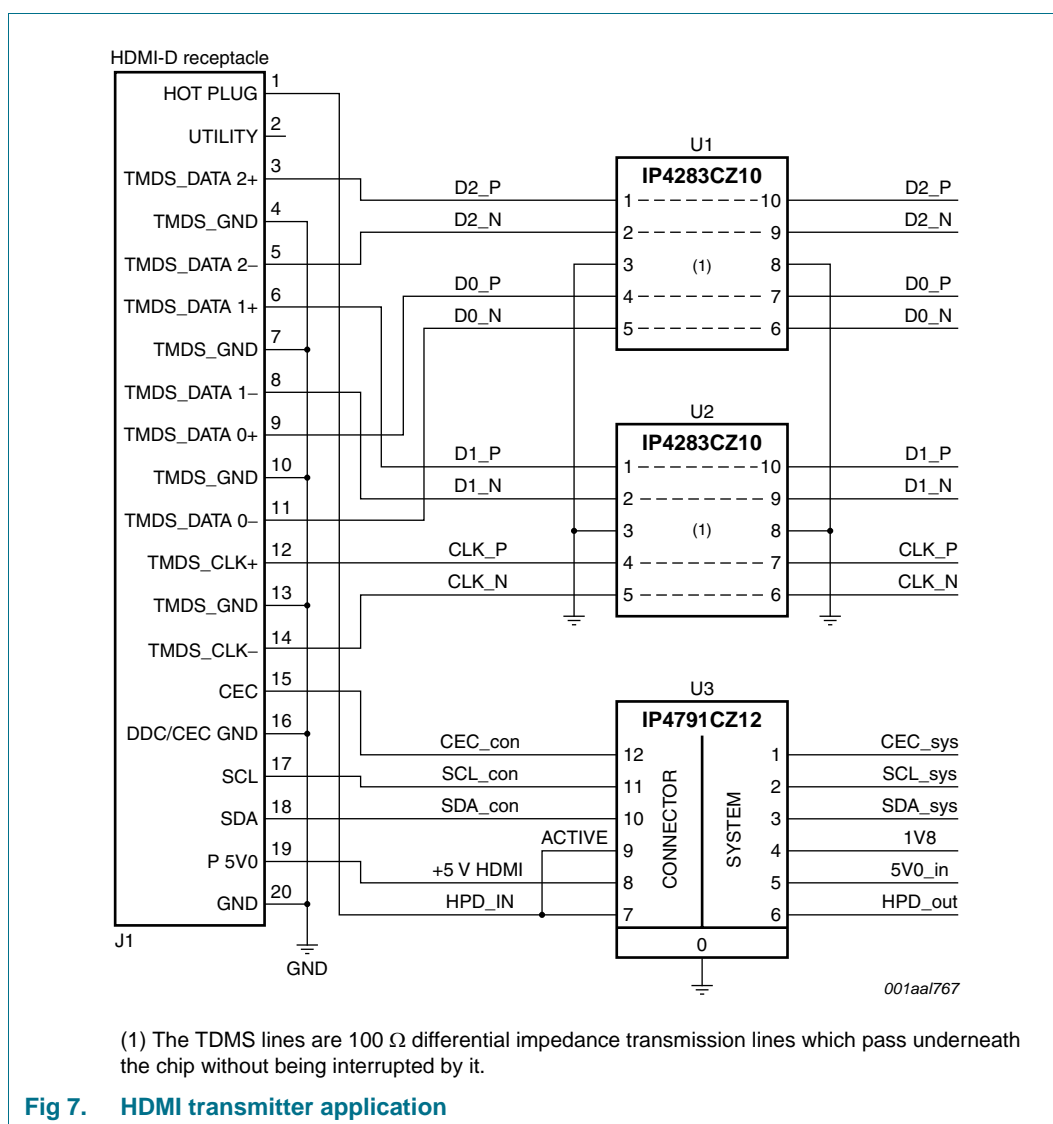 HDMI-D receptacle
HOT PLUG 1
UTILITY 2
TMDS_DATA 2+ 3
TMDS_GND 4
TMDS_DATA 2− 5
TMDS_DATA 1+ 6
TMDS_GND 7
TMDS_DATA 1− 8
TMDS_DATA 0+ 9
TMDS_GND 10
TMDS_DATA 0− 11
TMDS_CLK+ 12
TMDS_GND 13
TMDS_CLK− 14
CEC 15
DDC/CEC GND 16
SCL 17
SDA 18
P 5V0 19
GND 20
J1
GND
U1
IP4283CZ10
D2_P 1 10 D2_P
D2_N 2 9 D2_N
3 (1) 8
D0_P 4 7 D0_P
D0_N 5 6 D0_N
U2
IP4283CZ10
D1_P 1 10 D1_P
D1_N 2 9 D1_N
3 (1) 8
CLK_P 4 7 CLK_P
CLK_N 5 6 CLK_N
U3
IP4791CZ12
CONNECTOR
SYSTEM
CEC_con 12 1 CEC_sys
SCL_con 11 2 SCL_sys
SDA_con 10 3 SDA_sys
ACTIVE 9 4 1V8
+5 V HDMI 8 5 5V0_in
HPD_IN 7 6 HPD_out
0
001aal767
(1) The TDMS lines are 100 Ω differential impedance transmission lines which pass underneath
the chip without being interrupted by it.
Fig 7. HDMI transmitter application